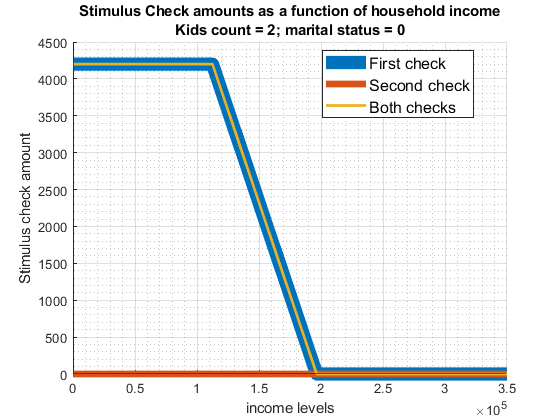 Stimulus Check amounts as a function of household income
Kids count = 2; marital status = 0
4500
4000
3500
3000
2500
2000
1500
1000
500
0
Stimulus check amount
First check
Second check
Both checks
0 0.5 1 1.5 2 2.5 3 3.5
income levels
×10^5